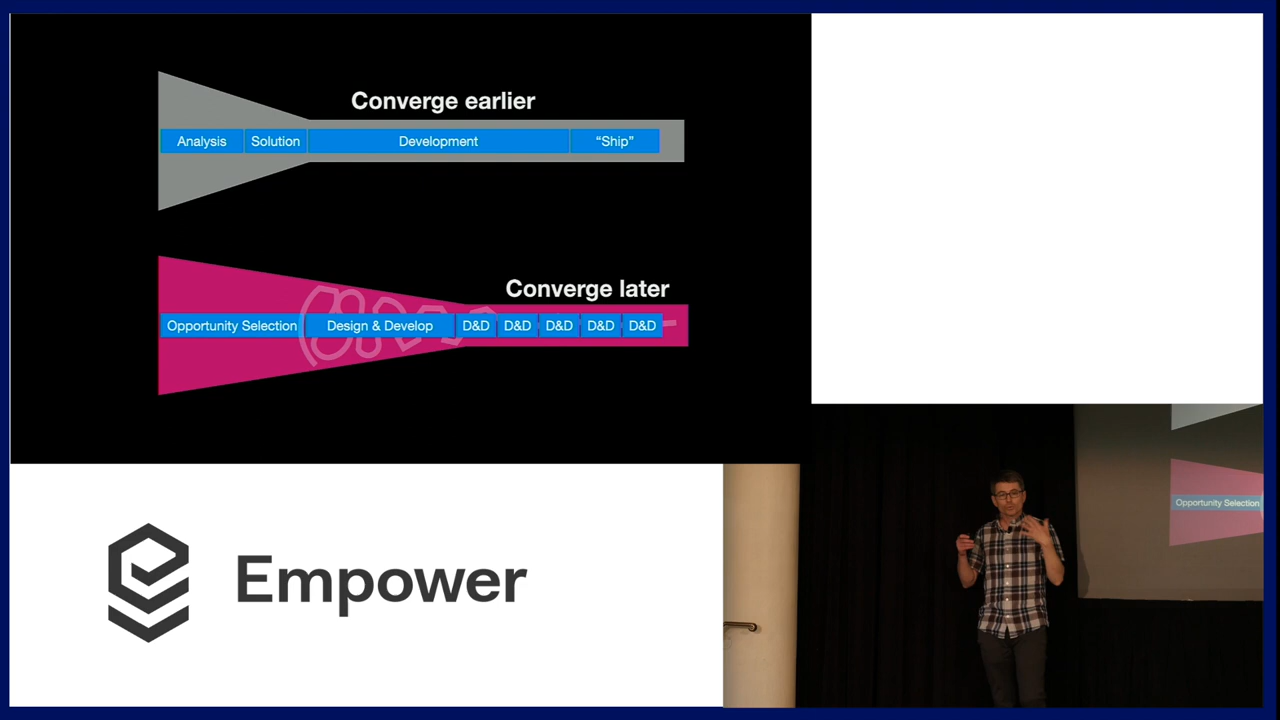 Converge earlier
Analysis
Solution
Development
“Ship”
Converge later
Opportunity Selection
Design & Develop
D&D
D&D
D&D
D&D
D&D
Empower
Opportunity Selection